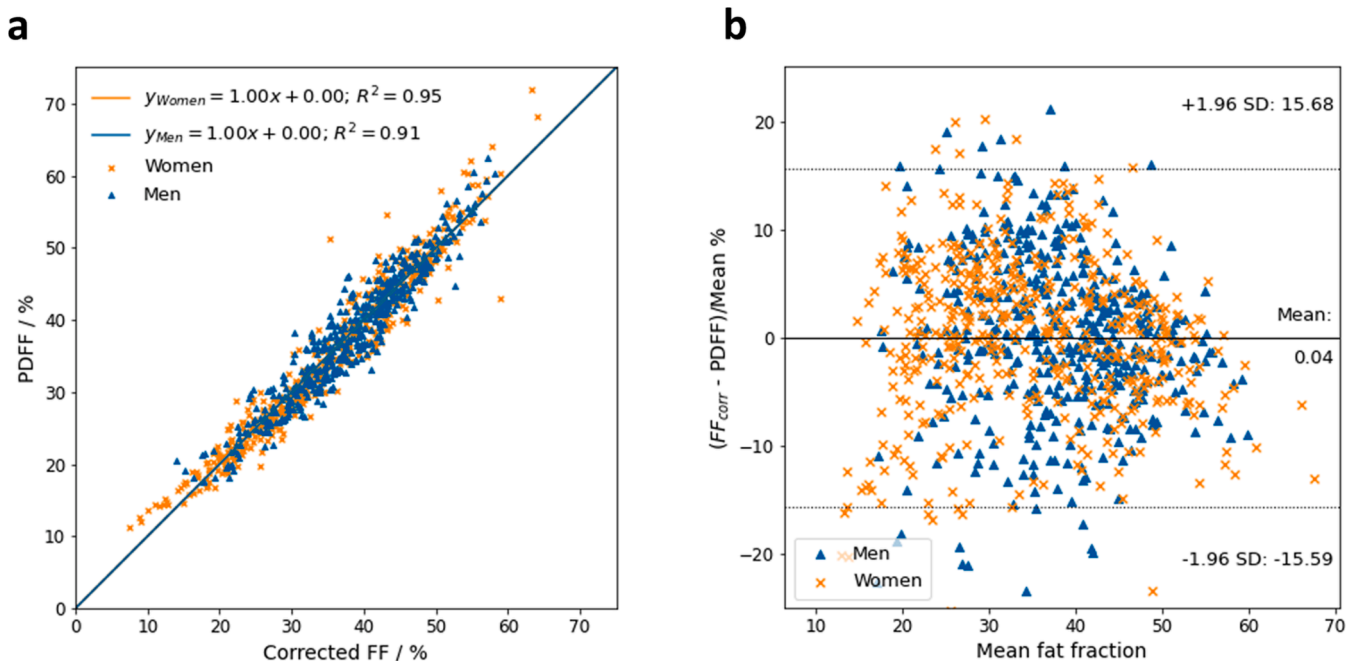 a
y_Women = 1.00x + 0.00; R² = 0.95
y_Men = 1.00x + 0.00; R² = 0.91
Women
Men
70
60
50
40
30
20
10
0
PDFF / %
0 10 20 30 40 50 60 70
Corrected FF / %
b
+1.96 SD: 15.68
Mean:
0.04
-1.96 SD: -15.59
Men
Women
20
10
0
−10
−20
(FF_corr - PDFF)/Mean %
10 20 30 40 50 60 70
Mean fat fraction